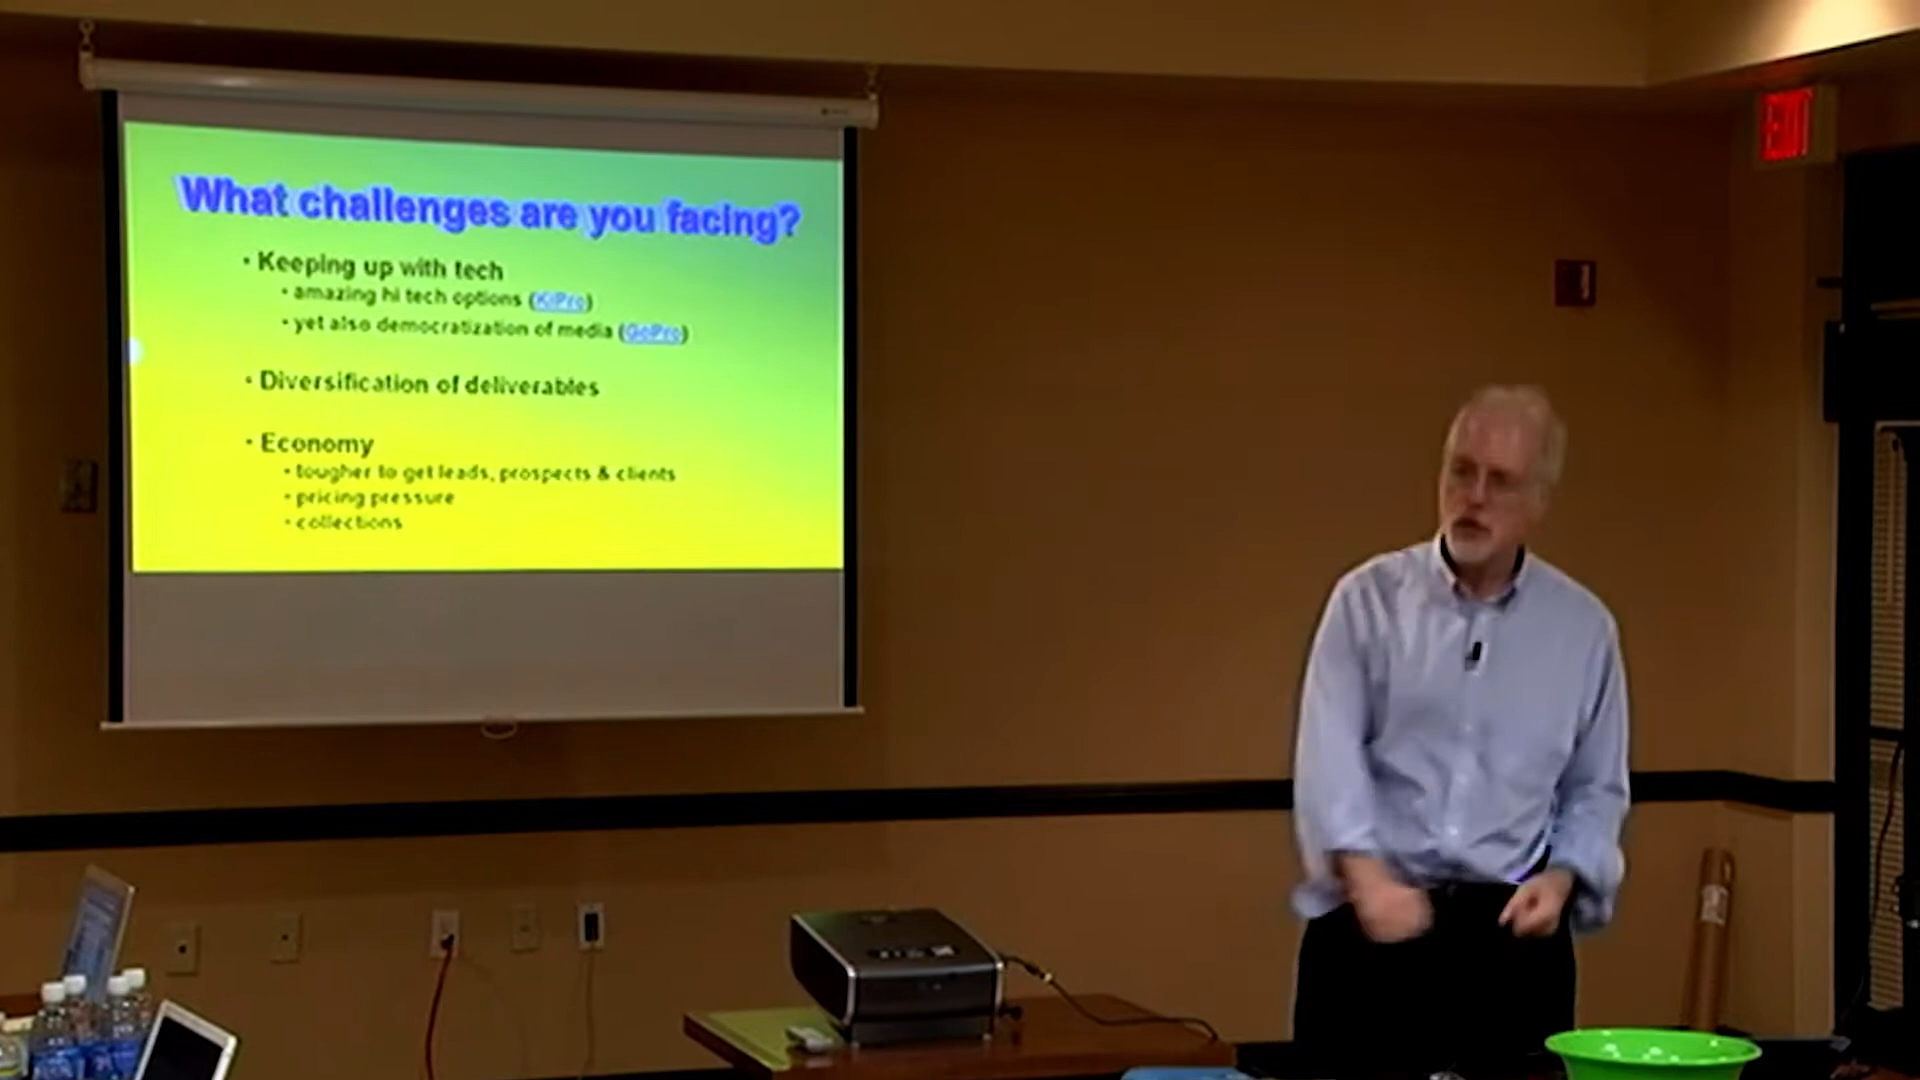 What challenges are you facing?
• Keeping up with tech
• amazing hi tech options (KiPro)
• yet also democratization of media (GoPro)
• Diversification of deliverables
• Economy
• tougher to get leads, prospects & clients
• pricing pressure
• collections
EXIT